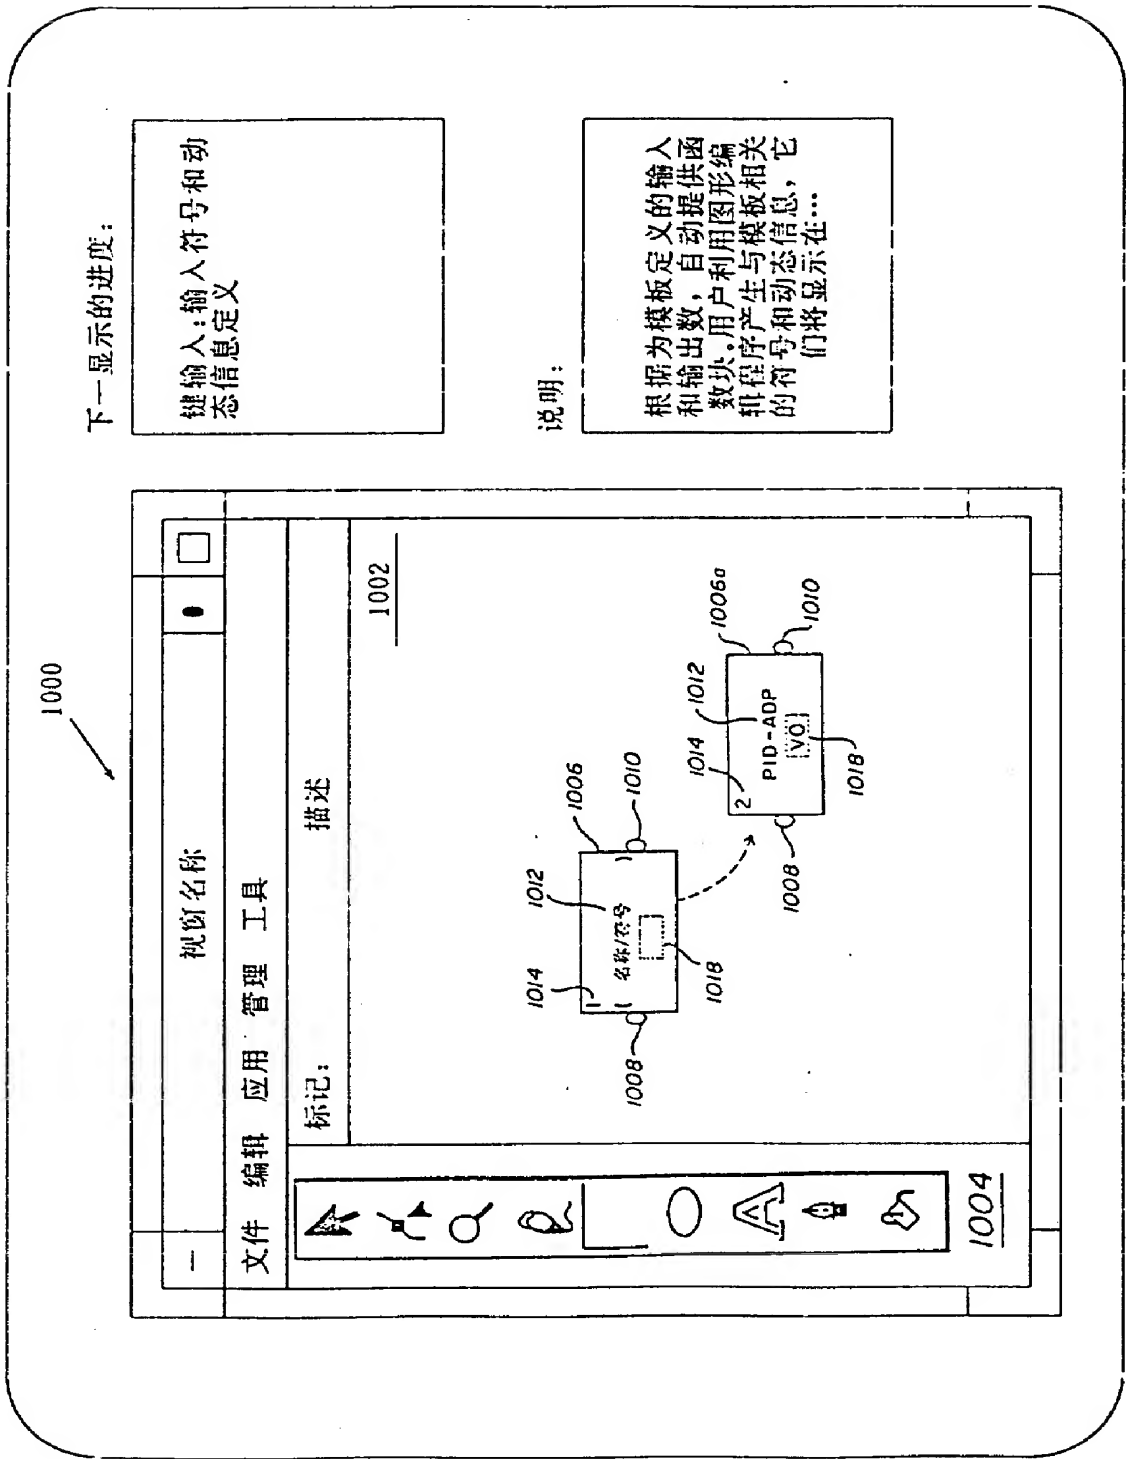 1000
视窗名称
文件 编辑 应用 管理 工具
标记: 描述
1002
1004
1014
1012
1006
1010
1
名称/符号
1008
1018
1014
1012
1006a
1010
2
PID-ADP
VO
1008
1018
下一显示的进度:
键输入:输入符号和动
态信息定义
说明:
根据为模板定义的输入
和输出数，自动提供函
数块。用户利用图形编
辑程序产生与模板相关
的符号和动态信息，它
们将显示在…